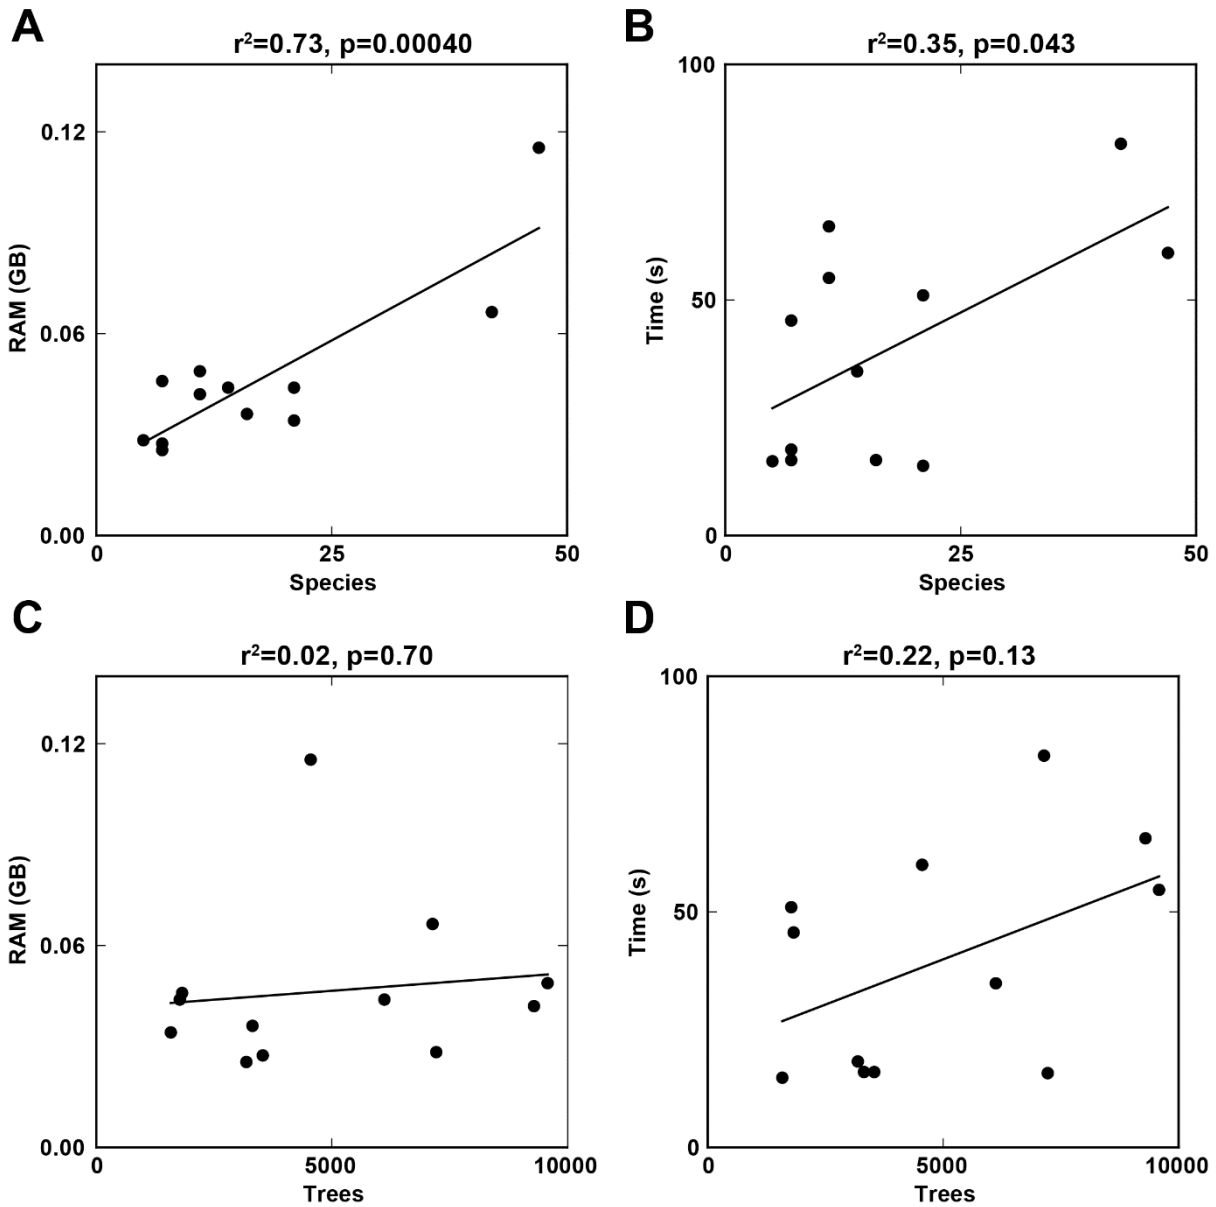 A
r²=0.73, p=0.00040
0.12
0.06
0.00
RAM (GB)
0
25
50
Species
B
r²=0.35, p=0.043
100
50
0
Time (s)
0
25
50
Species
C
r²=0.02, p=0.70
0.12
0.06
0.00
RAM (GB)
0
5000
10000
Trees
D
r²=0.22, p=0.13
100
50
0
Time (s)
0
5000
10000
Trees